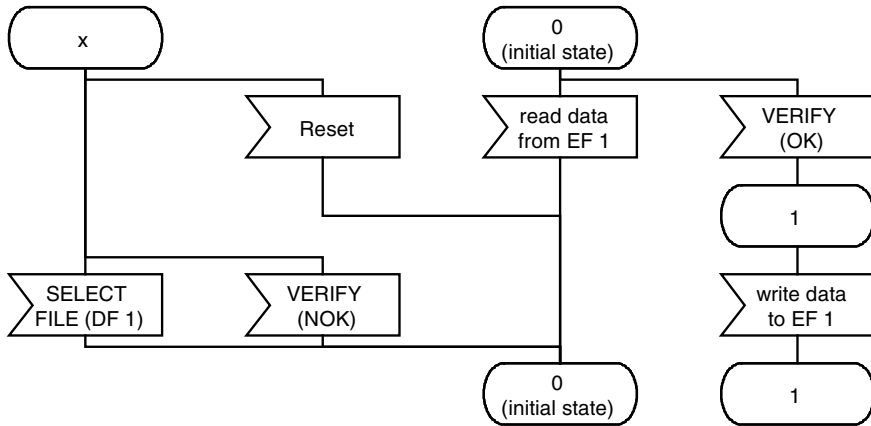 x
0
(initial state)
Reset
read data
from EF 1
VERIFY
(OK)
1
SELECT
FILE (DF 1)
VERIFY
(NOK)
write data
to EF 1
0
(initial state)
1